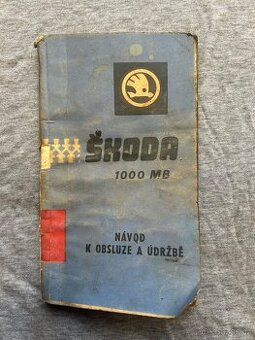 ŠKODA
1000 MB
NÁVOD
K OBSLUZE A ÚDRŽBĚ